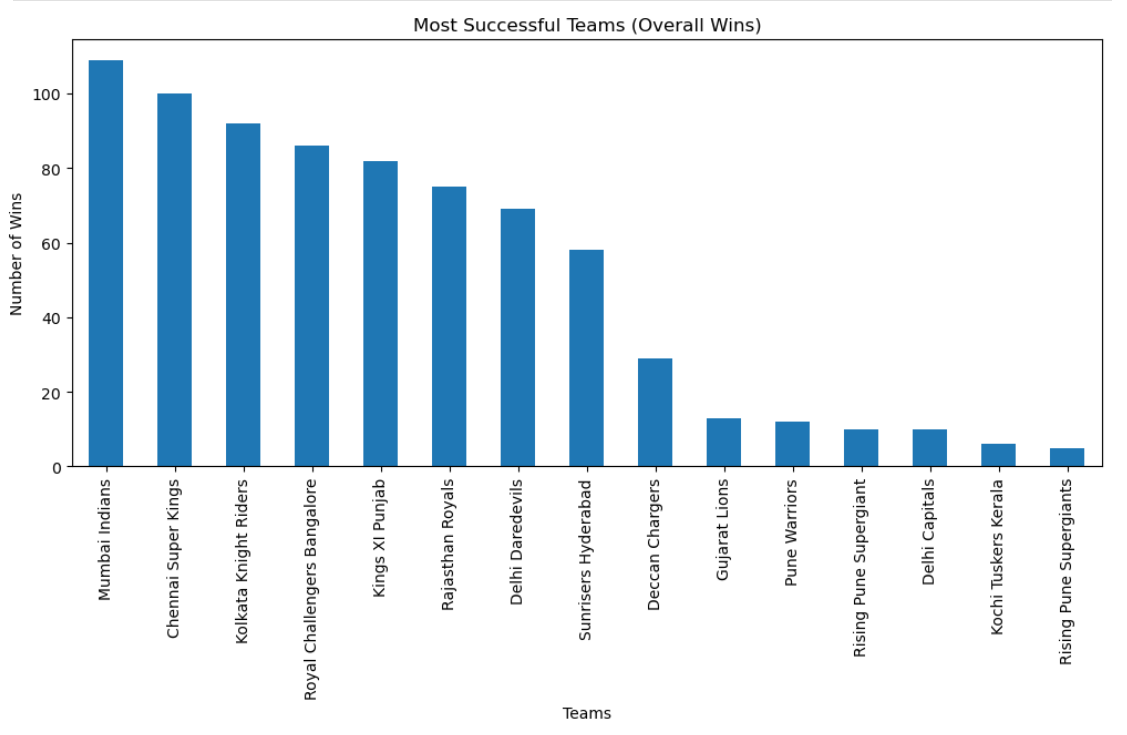 Most Successful Teams (Overall Wins)
Number of Wins
100
80
60
40
20
0
Mumbai Indians
Chennai Super Kings
Kolkata Knight Riders
Royal Challengers Bangalore
Kings XI Punjab
Rajasthan Royals
Delhi Daredevils
Sunrisers Hyderabad
Deccan Chargers
Gujarat Lions
Pune Warriors
Rising Pune Supergiant
Delhi Capitals
Kochi Tuskers Kerala
Rising Pune Supergiants
Teams